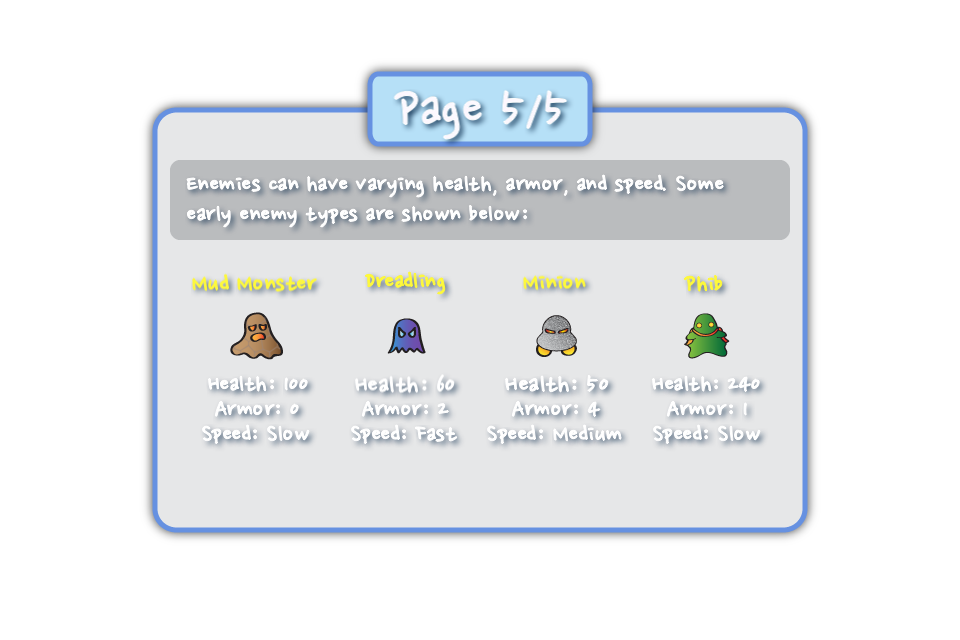 Page 5/5
Enemies can have varying health, armor, and speed. Some
early enemy types are shown below:
Mud Monster
Dreadling
Minion
Phib
Health: 100
Armor: 0
Speed: Slow
Health: 60
Armor: 2
Speed: Fast
Health: 50
Armor: 4
Speed: Medium
Health: 240
Armor: 1
Speed: Slow